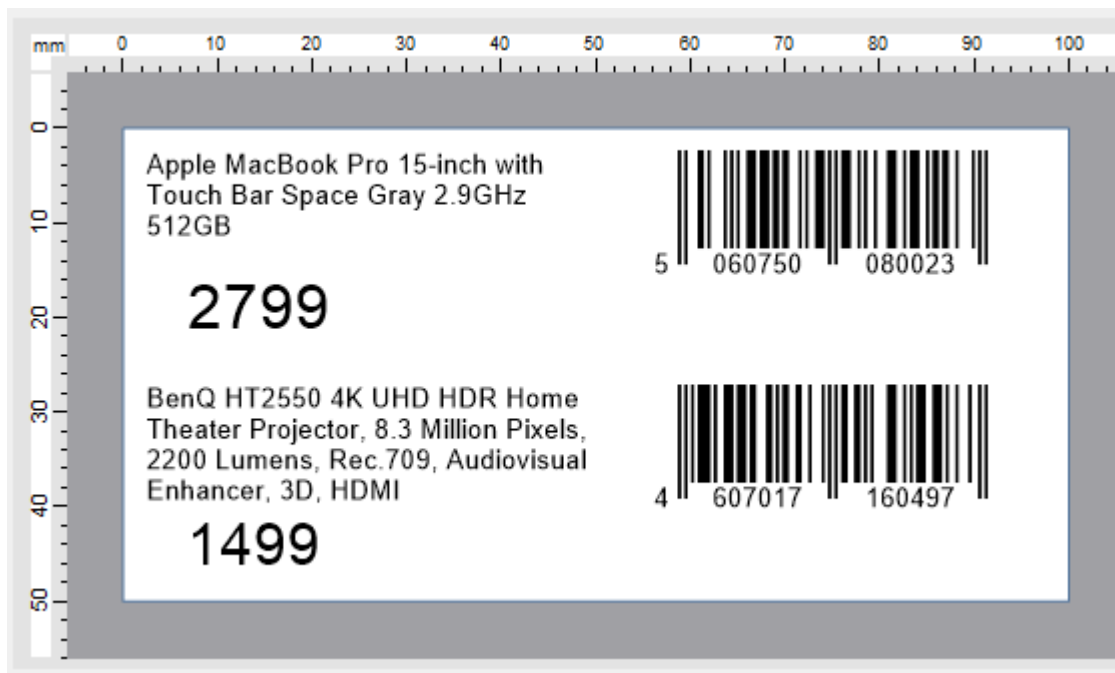 mm 0 10 20 30 40 50 60 70 80 90 100
0
10
20
30
40
50
Apple MacBook Pro 15-inch with
Touch Bar Space Gray 2.9GHz
512GB
2799
5 060750 080023
BenQ HT2550 4K UHD HDR Home
Theater Projector, 8.3 Million Pixels,
2200 Lumens, Rec.709, Audiovisual
Enhancer, 3D, HDMI
1499
4 607017 160497